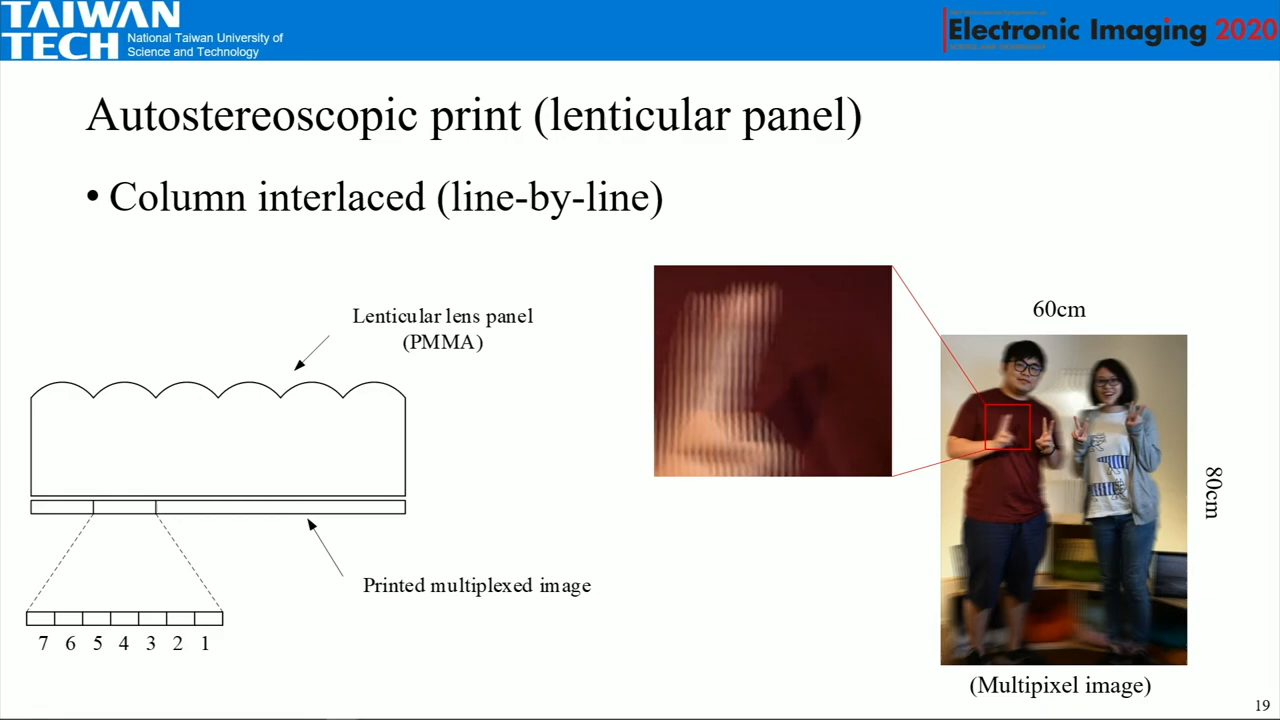 TAIWAN
TECH
National Taiwan University of
Science and Technology
Electronic Imaging 2020
Autostereoscopic print (lenticular panel)
• Column interlaced (line-by-line)
Lenticular lens panel
(PMMA)
Printed multiplexed image
7 6 5 4 3 2 1
60cm
80cm
(Multipixel image)
19